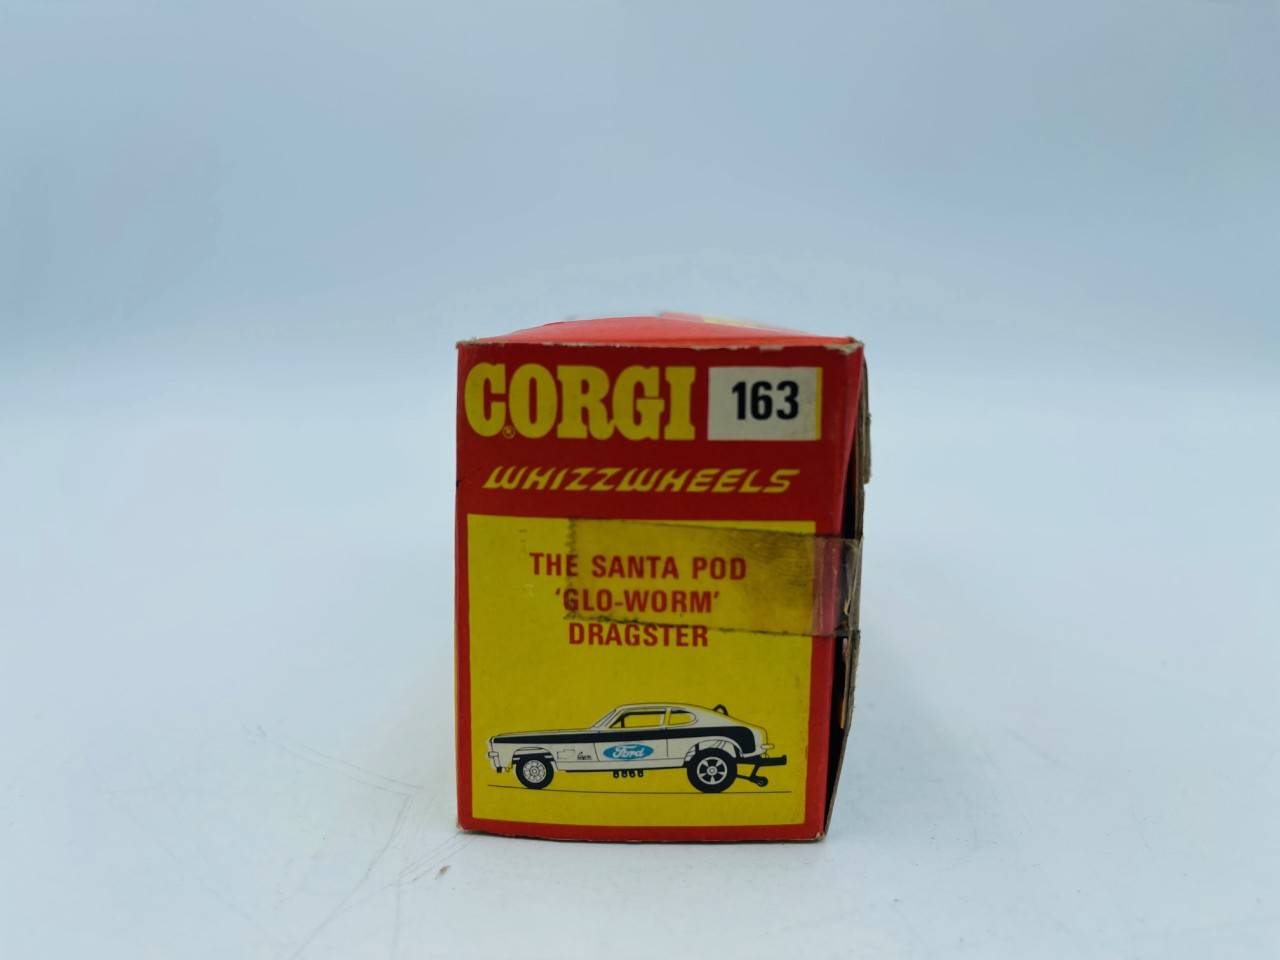 CORGI® 163
WHIZZWHEELS
THE SANTA POD
'GLO-WORM'
DRAGSTER
Ford